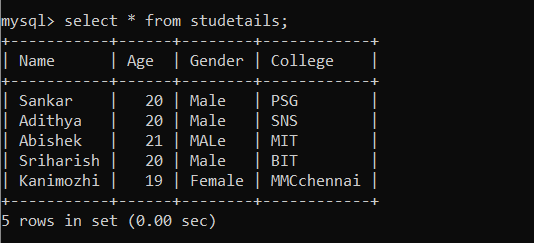 mysql> select * from studetails;
+-----------+------+--------+------------+
| Name      | Age  | Gender | College    |
+-----------+------+--------+------------+
| Sankar    |   20 | Male   | PSG        |
| Adithya   |   20 | Male   | SNS        |
| Abishek   |   21 | MALe   | MIT        |
| Sriharish |   20 | Male   | BIT        |
| Kanimozhi |   19 | Female | MMCchennai |
+-----------+------+--------+------------+
5 rows in set (0.00 sec)